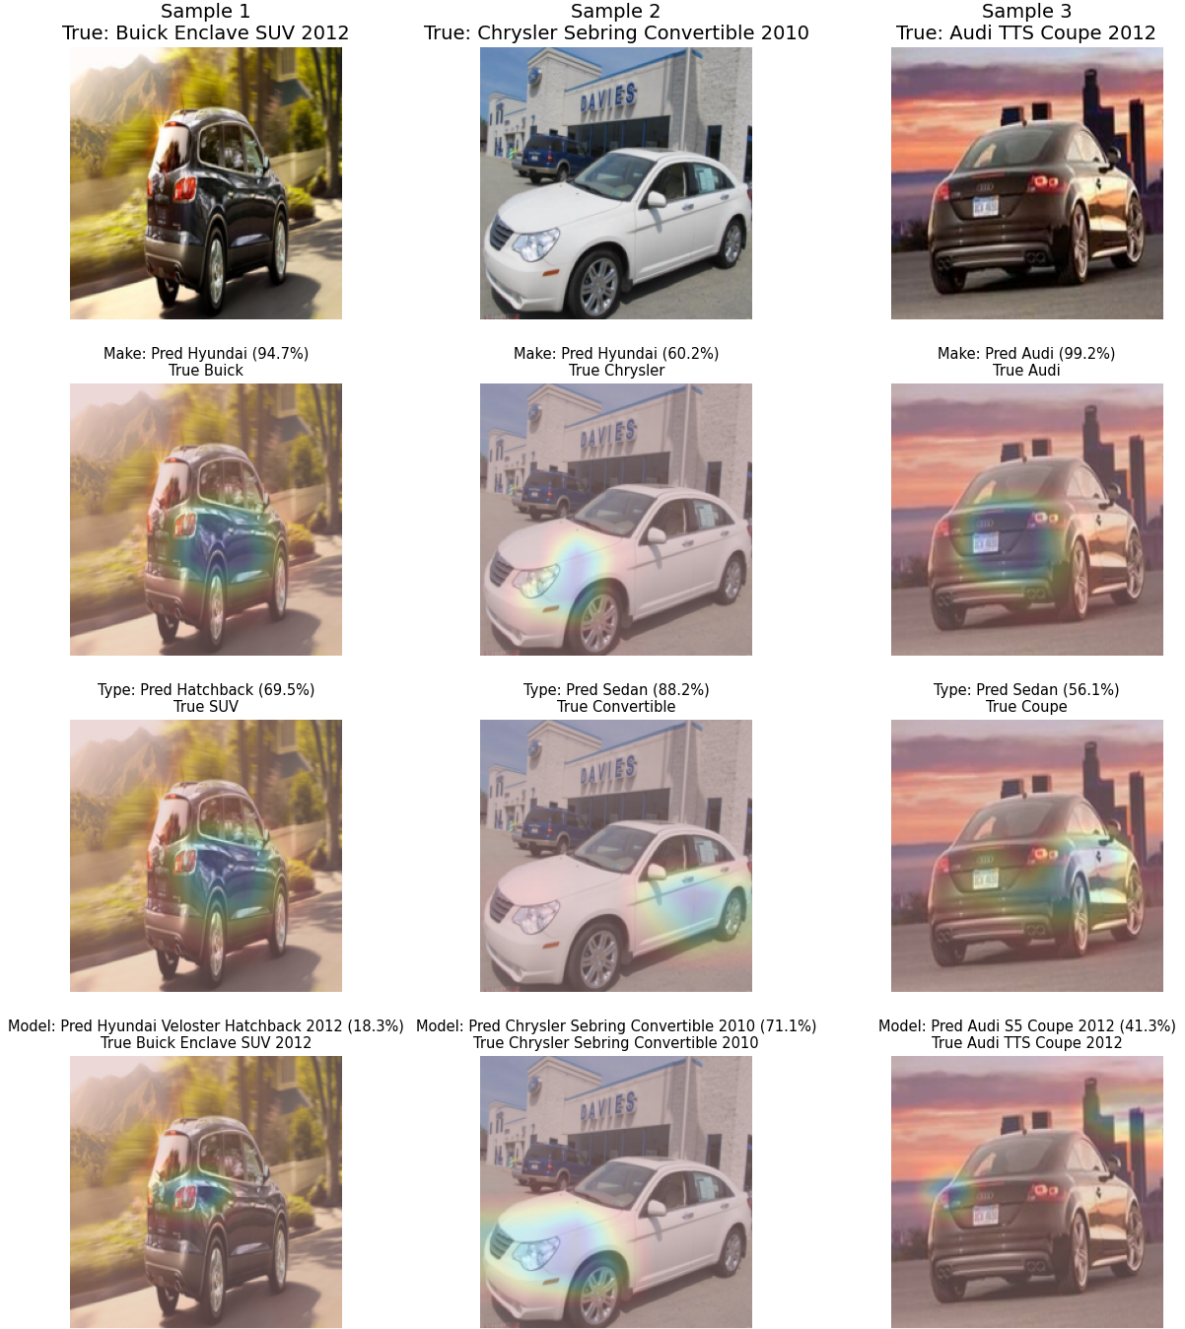 Sample 1
True: Buick Enclave SUV 2012
Sample 2
True: Chrysler Sebring Convertible 2010
Sample 3
True: Audi TTS Coupe 2012
DAVIES
Make: Pred Hyundai (94.7%)
True Buick
Make: Pred Hyundai (60.2%)
True Chrysler
Make: Pred Audi (99.2%)
True Audi
DAVIES
Type: Pred Hatchback (69.5%)
True SUV
Type: Pred Sedan (88.2%)
True Convertible
Type: Pred Sedan (56.1%)
True Coupe
DAVIES
Model: Pred Hyundai Veloster Hatchback 2012 (18.3%)
True Buick Enclave SUV 2012
Model: Pred Chrysler Sebring Convertible 2010 (71.1%)
True Chrysler Sebring Convertible 2010
Model: Pred Audi S5 Coupe 2012 (41.3%)
True Audi TTS Coupe 2012
DAVIES